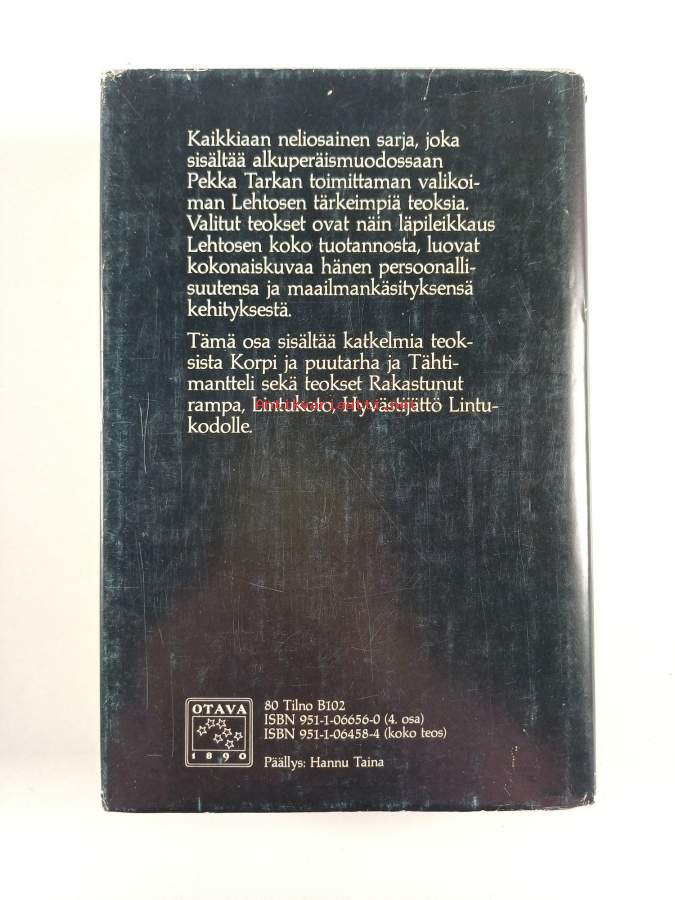 Kaikkiaan neliosainen sarja, joka
sisältää alkuperäismuodossaan
Pekka Tarkan toimittaman valikoi-
man Lehtosen tärkeimpiä teoksia.
Valitut teokset ovat näin läpileikkaus
Lehtosen koko tuotannosta, luovat
kokonaiskuvaa hänen persoonalli-
suutensa ja maailmankäsityksensä
kehityksestä.
Tämä osa sisältää katkelmia teok-
sista Korpi ja puutarha ja Tähti-
mantteli sekä teokset Rakastunut
rampa, Lintukoto, Hyvästijättö Lintu-
kodolle.
Antikvariaatti.net
OTAVA
1890
80 Tilno B102
ISBN 951-1-06656-0 (4. osa)
ISBN 951-1-06458-4 (koko teos)
Päällys: Hannu Taina